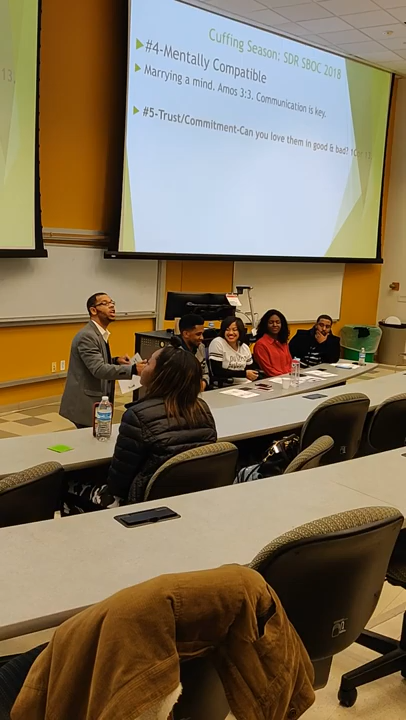 Cuffing Season: SDR SBOC 2018
#4-Mentally Compatible
Marrying a mind. Amos 3:3. Communication is key.
#5-Trust/Commitment-Can you love them in good & bad?